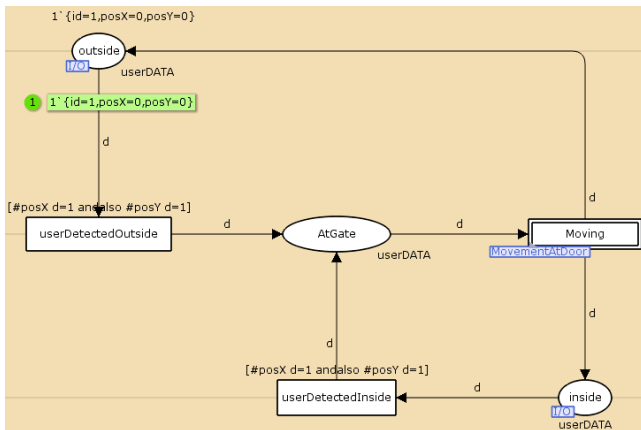 1`{id=1,posX=0,posY=0}
outside
I/O
userDATA
1 1`{id=1,posX=0,posY=0}
d
d
[#posX d=1 andalso #posY d=1]
userDetectedOutside
d
AtGate
userDATA
d
Moving
MovementAtDoor
d
d
[#posX d=1 andalso #posY d=1]
userDetectedInside
d
inside
I/O
userDATA